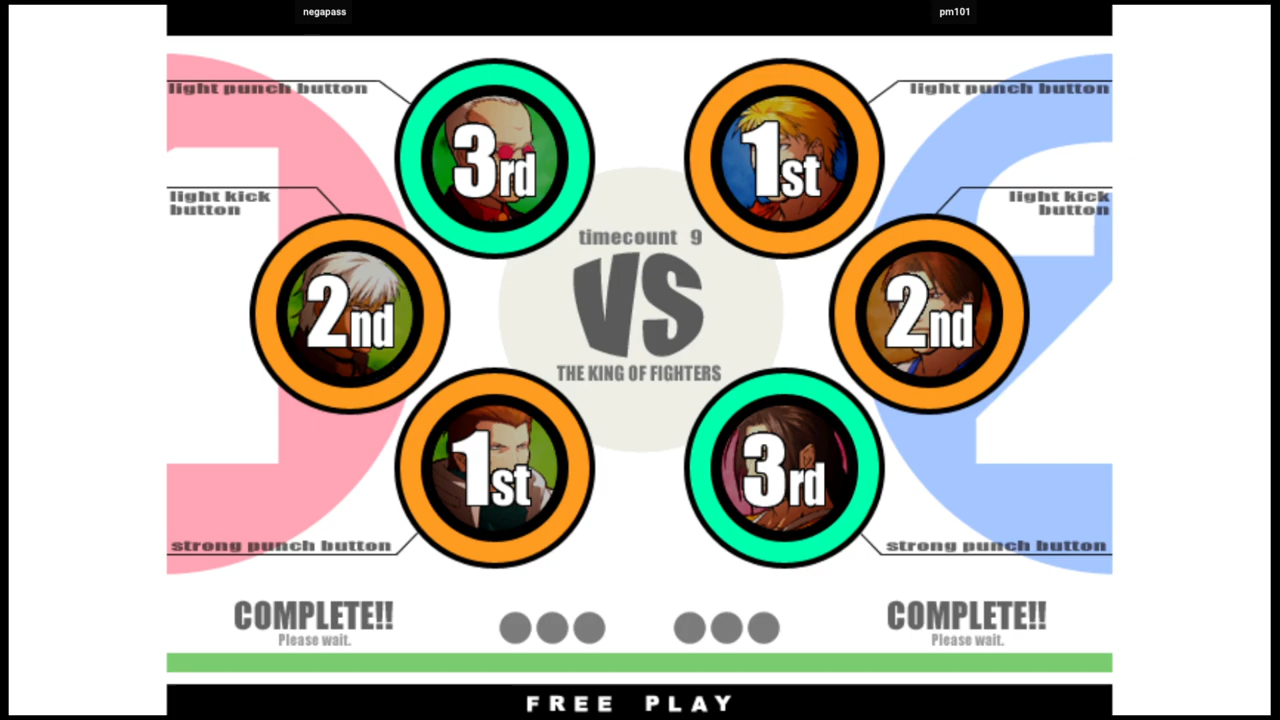 negapass
pm101
light punch button
light punch button
3rd
1st
light kick
button
light kick
button
timecount 9
VS
2nd
2nd
THE KING OF FIGHTERS
1st
3rd
strong punch button
strong punch button
COMPLETE!!
Please wait.
COMPLETE!!
Please wait.
FREE PLAY
1
2